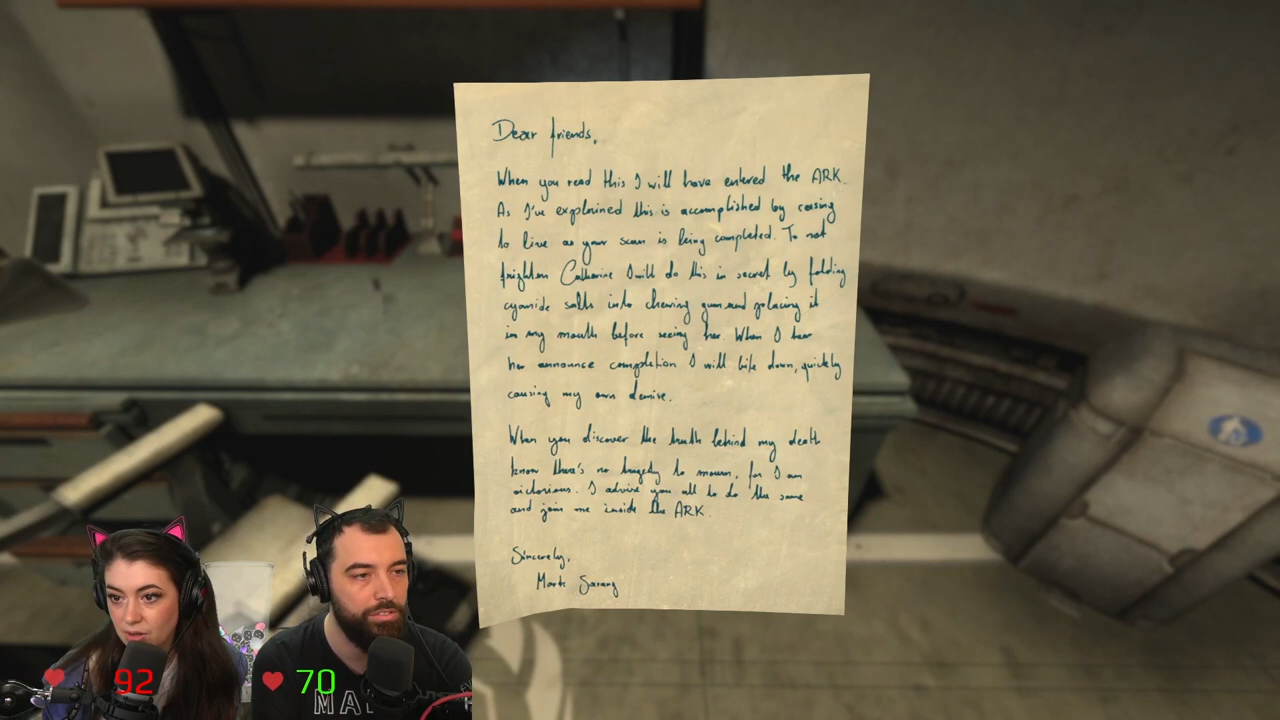 Dear friends,
When you read this I will have entered the ARK.
As I've explained this is accomplished by ceasing
to live as your scan is being completed. To not
frighten Catherine I will do this in secret by folding
cyanide salts into chewing gum and placing it
in my mouth before seeing her. When I hear
her announce completion I will bite down, quickly
causing my own demise.
When you discover the truth behind my death
know there's no tragedy to mourn, for I am
victorious. I advise you all to do the same
and join me inside the ARK.
Sincerely,
Mark Sarang
92
70
MA